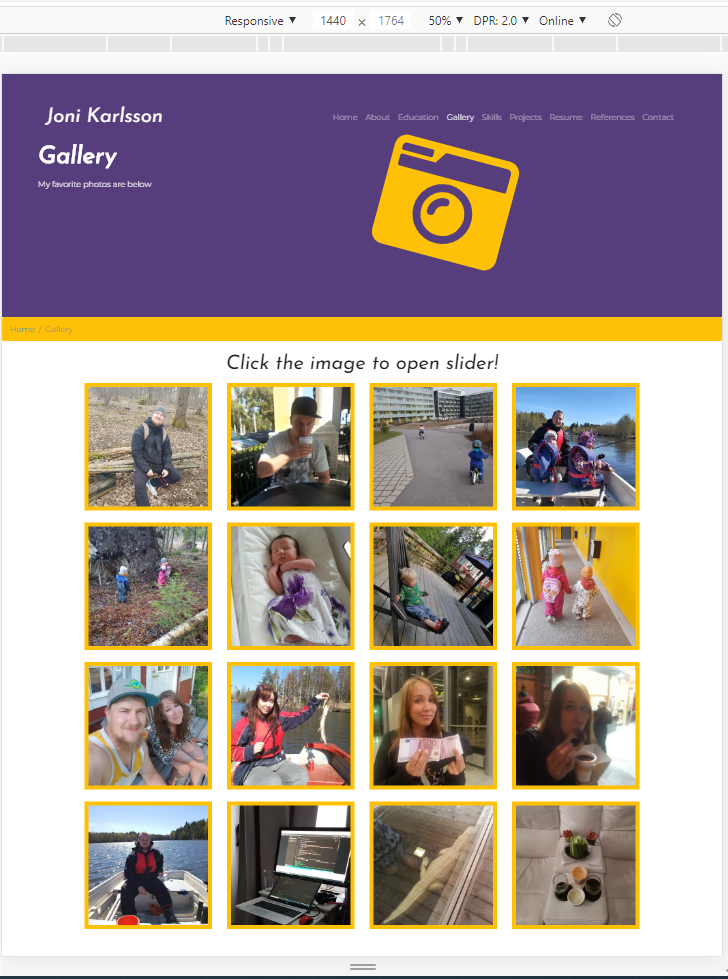 Responsive ▼ 1440 x 1764 50% ▼ DPR: 2.0 ▼ Online ▼
Joni Karlsson
Home About Education Gallery Skills Projects Resume References Contact
Gallery
My favorite photos are below
Home / Gallery
Click the image to open slider!